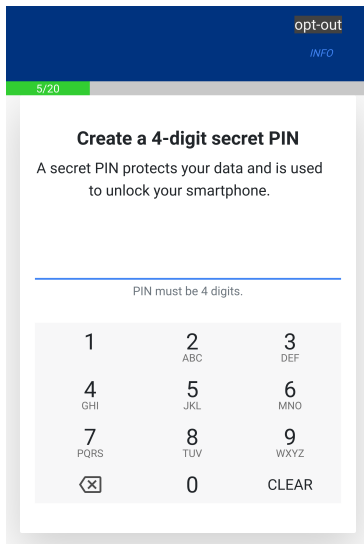 opt-out
INFO
5/20
Create a 4-digit secret PIN
A secret PIN protects your data and is used
to unlock your smartphone.
PIN must be 4 digits.
1 2 3
ABC DEF
4 5 6
GHI JKL MNO
7 8 9
PQRS TUV WXYZ
0 CLEAR